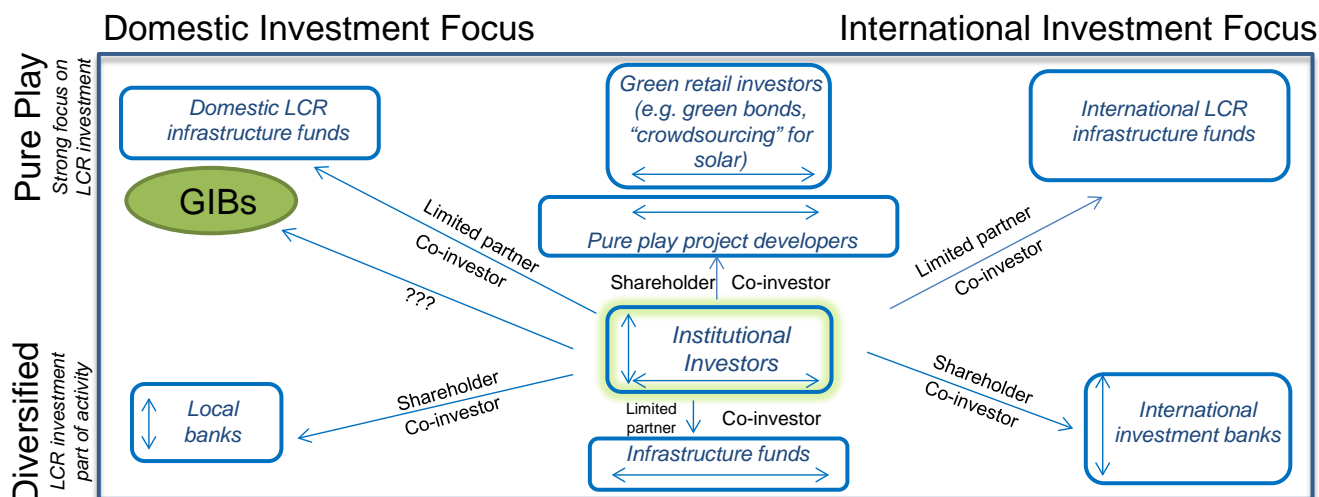 Domestic Investment Focus
International Investment Focus
Pure Play
Strong focus on
LCR investment
Domestic LCR
infrastructure funds
Green retail investors
(e.g. green bonds,
“crowdsourcing” for
solar)
International LCR
infrastructure funds
GIBs
Pure play project developers
Limited partner
Co-investor
???
Shareholder
Co-investor
Limited partner
Co-investor
Institutional
Investors
Diversified
LCR investment
part of activity
Local
banks
Shareholder
Co-investor
Limited
partner
Co-investor
Infrastructure funds
Shareholder
Co-investor
International
investment banks